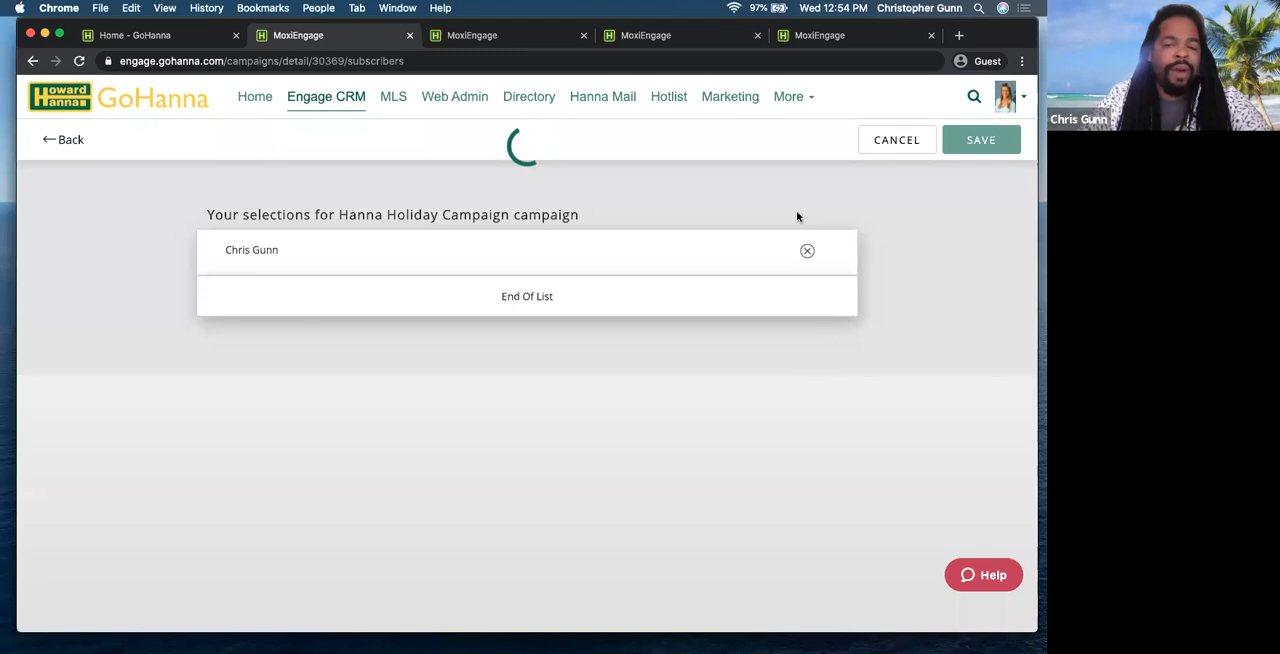 Chrome File Edit View History Bookmarks People Tab Window Help 97% Wed 12:54 PM Christopher Gunn
Home - GoHanna MoxiEngage MoxiEngage MoxiEngage MoxiEngage
engage.gohanna.com/campaigns/detail/30369/subscribers Guest
Howard Hanna GoHanna Home Engage CRM MLS Web Admin Directory Hanna Mail Hotlist Marketing More
Chris Gunn
Back CANCEL SAVE
Your selections for Hanna Holiday Campaign campaign
Chris Gunn
End Of List
Help